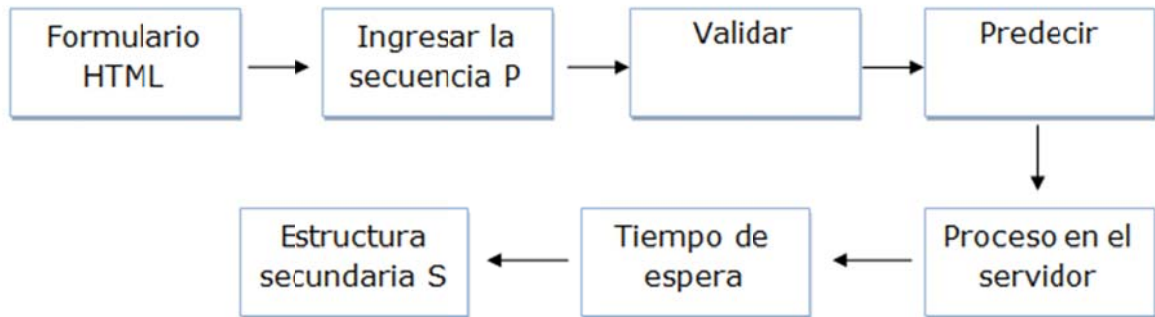 Formulario
HTML
Ingresar la
secuencia P
Validar
Predecir
Proceso en el
servidor
Tiempo de
espera
Estructura
secundaria S